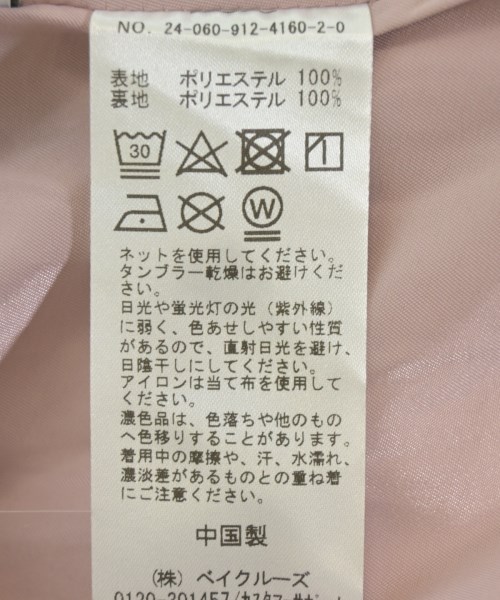 NO. 24-060-912-4160-2-0
表地 ポリエステル 100%
裏地 ポリエステル 100%
30
W
ネットを使用してください。
タンブラー乾燥はお避けくだ
さい。
日光や蛍光灯の光（紫外線）
に弱く、色あせしやすい性質
があるので、直射日光を避け、
日陰干しにしてください。
アイロンは当て布を使用して
ください。
濃色品は、色落ちや他のもの
へ色移りすることがあります。
着用中の摩擦や、汗、水濡れ、
濃淡差があるものとの重ね着
にご注意ください。
中国製
（株）ベイクルーズ
0120-301457